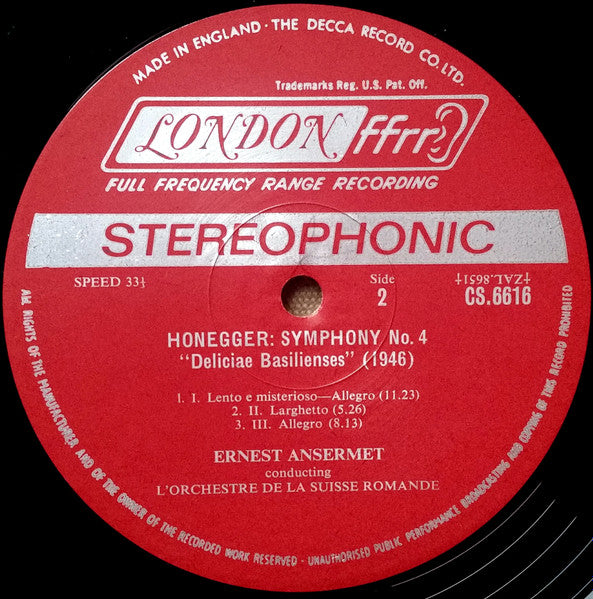 MADE IN ENGLAND · THE DECCA RECORD CO. LTD.
Trademarks Reg. U.S. Pat. Off.
LONDON ffrr
FULL FREQUENCY RANGE RECORDING
STEREOPHONIC
SPEED 33⅓
Side
2
‡ZAL.8651‡
CS.6616
HONEGGER: SYMPHONY No. 4
"Deliciae Basilienses" (1946)
1. I. Lento e misterioso—Allegro (11.23)
2. II. Larghetto (5.26)
3. III. Allegro (8.13)
ERNEST ANSERMET
conducting
L'ORCHESTRE DE LA SUISSE ROMANDE
ALL RIGHTS OF THE MANUFACTURER AND OF THE OWNER OF THE RECORDED WORK RESERVED - UNAUTHORISED PUBLIC PERFORMANCE BROADCASTING AND COPYING OF THIS RECORD PROHIBITED